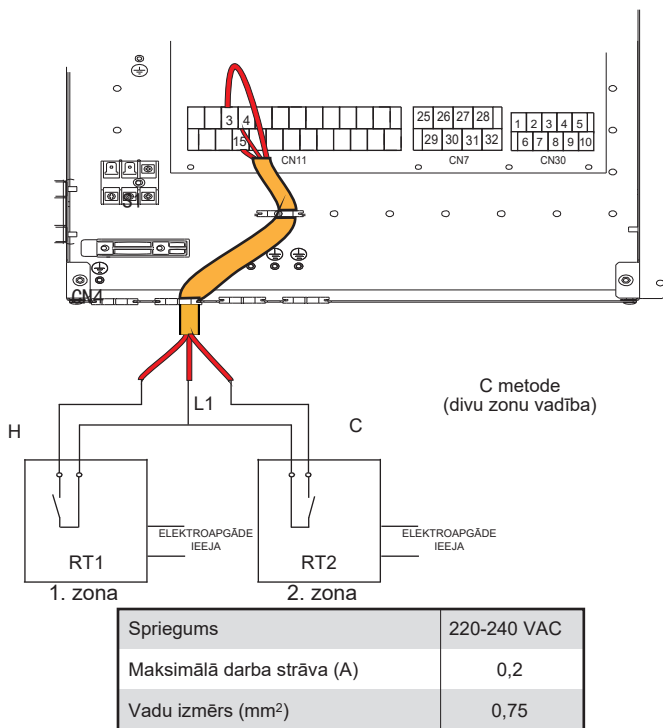 3 4
15
CN11
25 26 27 28
29 30 31 32
CN7
1 2 3 4 5
6 7 8 9 10
CN30
S1
CN4
L1
H
C
C metode
(divu zonu vadība)
RT1
ELEKTROAPGĀDE
IEEJA
RT2
ELEKTROAPGĀDE
IEEJA
1. zona
2. zona
Spriegums 220-240 VAC
Maksimālā darba strāva (A) 0,2
Vadu izmērs (mm²) 0,75